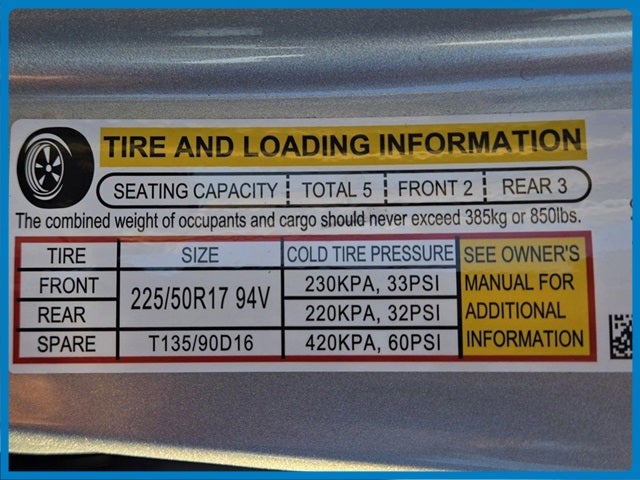 TIRE AND LOADING INFORMATION
SEATING CAPACITY TOTAL 5 FRONT 2 REAR 3
The combined weight of occupants and cargo should never exceed 385kg or 850lbs.
TIRE SIZE COLD TIRE PRESSURE SEE OWNER'S
FRONT 225/50R17 94V 230KPA, 33PSI MANUAL FOR
REAR 220KPA, 32PSI ADDITIONAL
SPARE T135/90D16 420KPA, 60PSI INFORMATION